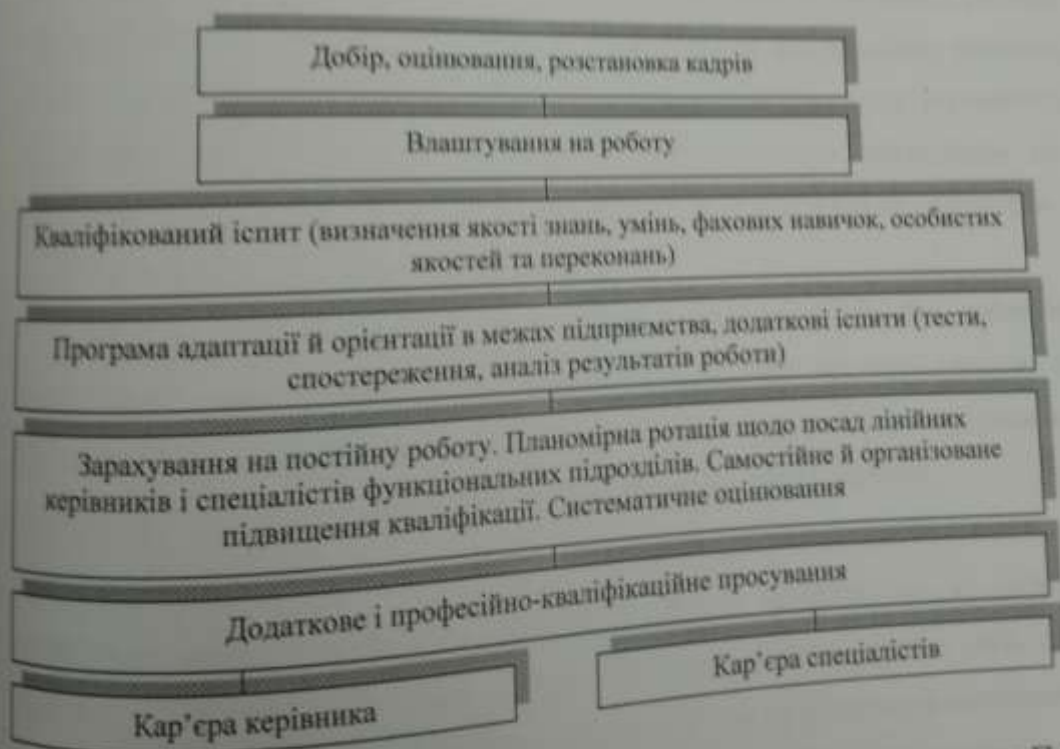 Добір, оцінювання, розстановка кадрів
Влаштування на роботу
Кваліфікований іспит (визначення якості знань, умінь, фахових навичок, особистих
якостей та переконань)
Програма адаптації й орієнтації в межах підприємства, додаткові іспити (тести,
спостереження, аналіз результатів роботи)
Зарахування на постійну роботу. Планомірна ротація щодо посад лінійних
керівників і спеціалістів функціональних підрозділів. Самостійне й організоване
підвищення кваліфікації. Систематичне оцінювання
Додаткове і професійно-кваліфікаційне просування
Кар’єра спеціалістів
Кар’єра керівника